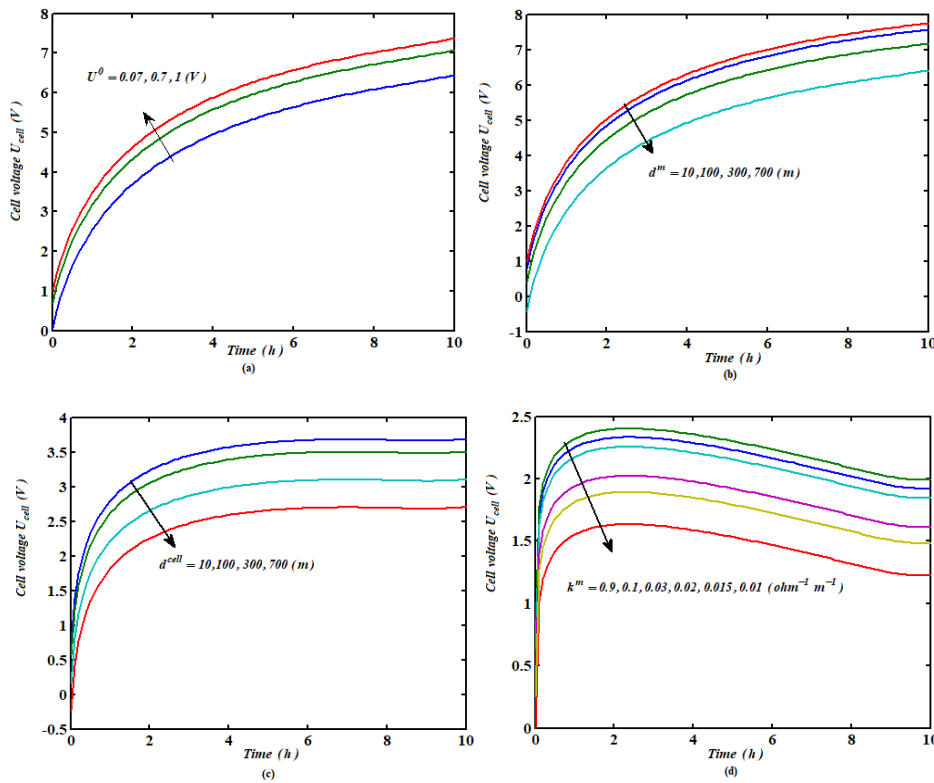 8
7
6
5
4
3
2
1
0
Cell voltage U_cell (V)
U^0 = 0.07, 0.7, 1 (V)
0 2 4 6 8 10
Time (h)
(a)
8
7
6
5
4
3
2
1
0
-1
Cell voltage U_cell (V)
d^m = 10,100, 300, 700 (m)
0 2 4 6 8 10
Time (h)
(b)
4
3.5
3
2.5
2
1.5
1
0.5
0
-0.5
Cell voltage U_cell (V)
d^cell = 10,100, 300, 700 (m)
0 2 4 6 8 10
Time (h)
(c)
2.5
2
1.5
1
0.5
0
Cell voltage U_cell (V)
k^m = 0.9, 0.1, 0.03, 0.02, 0.015, 0.01 (ohm^−1 m^−1)
0 2 4 6 8 10
Time (h)
(d)